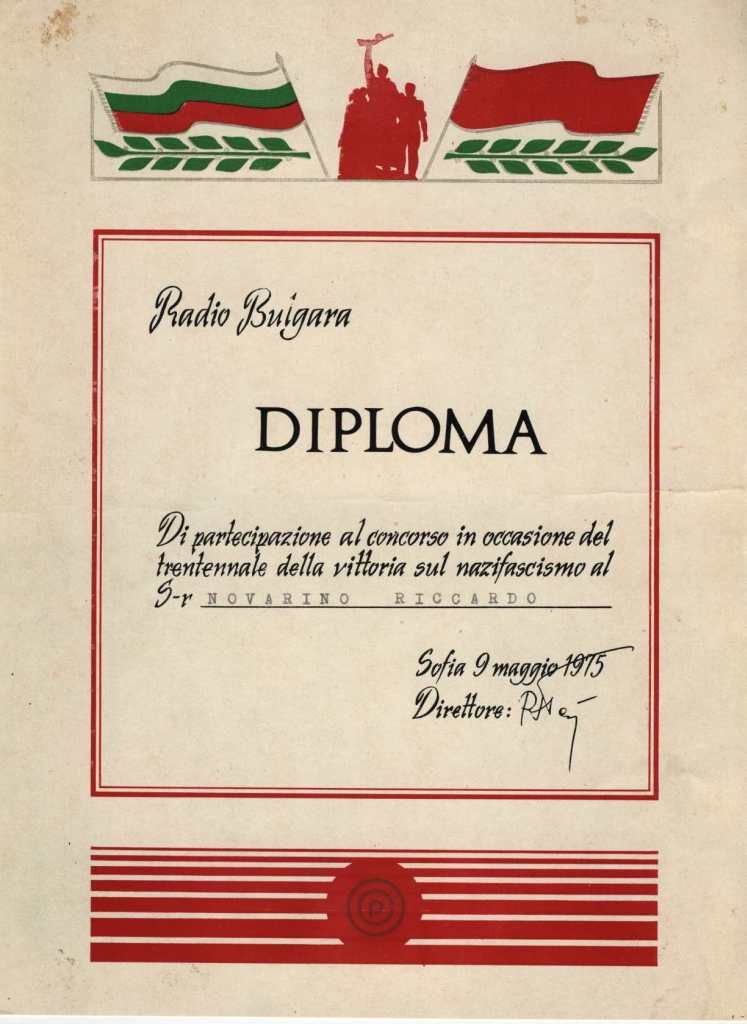 Radio Bulgara
DIPLOMA
Di partecipazione al concorso in occasione del
trentennale della vittoria sul nazifascismo al
S-r NOVARINO RICCARDO
Sofia 9 maggio 1975
Direttore:
P